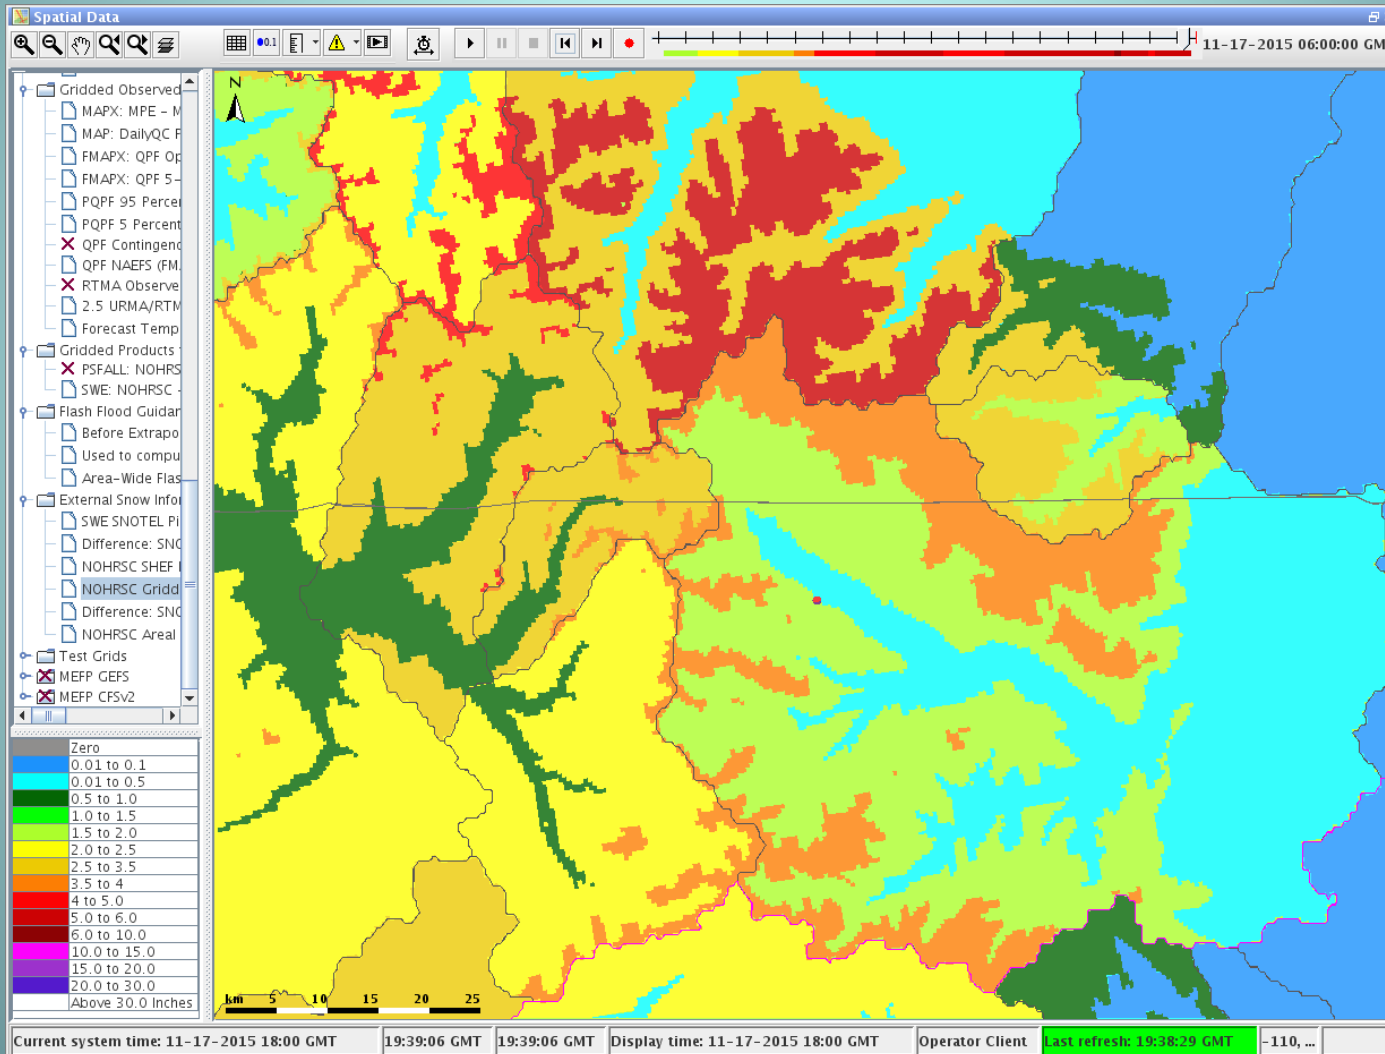 Spatial Data
0.1
11-17-2015 06:00:00 GM
Gridded Observed
MAPX: MPE - M
MAP: DailyQC F
FMAPX: QPF Op
FMAPX: QPF 5-
PQPF 95 Percer
PQPF 5 Percent
QPF Contingenc
QPF NAEFS (FM.
RTMA Observe
2.5 URMA/RTM
Forecast Temp
Gridded Products
PSFALL: NOHRS
SWE: NOHRSC -
Flash Flood Guidar
Before Extrapo
Used to compu
Area-Wide Flas
External Snow Infor
SWE SNOTEL Pi
Difference: SNO
NOHRSC SHEF
NOHRSC Gridd
Difference: SNO
NOHRSC Areal
Test Grids
MEFP GEFS
MEFP CFSv2
Zero
0.01 to 0.1
0.01 to 0.5
0.5 to 1.0
1.0 to 1.5
1.5 to 2.0
2.0 to 2.5
2.5 to 3.5
3.5 to 4
4 to 5.0
5.0 to 6.0
6.0 to 10.0
10.0 to 15.0
15.0 to 20.0
20.0 to 30.0
Above 30.0 Inches
N
km 5 10 15 20 25
Current system time: 11-17-2015 18:00 GMT 19:39:06 GMT 19:39:06 GMT Display time: 11-17-2015 18:00 GMT Operator Client Last refresh: 19:38:29 GMT -110, ...